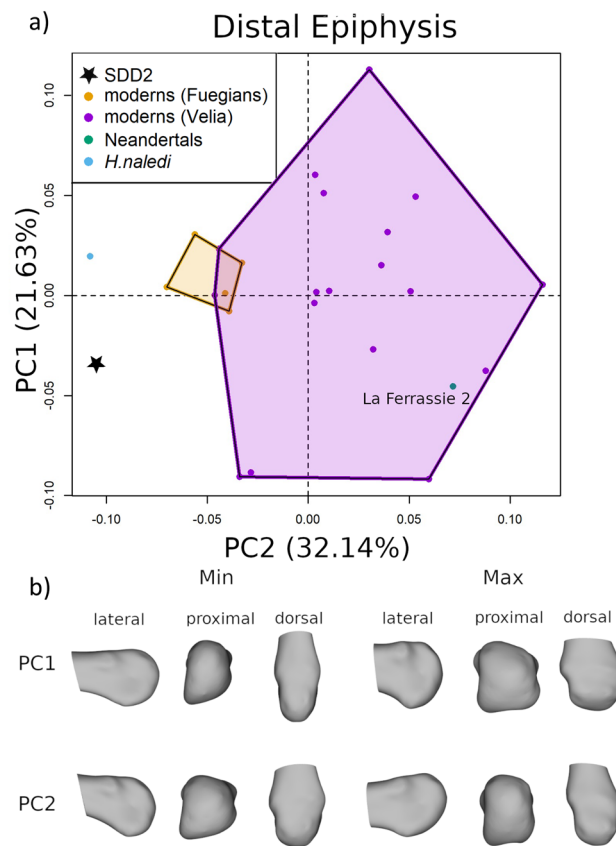 a)
Distal Epiphysis
SDD2
moderns (Fuegians)
moderns (Velia)
Neandertals
H.naledi
La Ferrassie 2
PC1 (21.63%)
0.10
0.05
0.00
-0.05
-0.10
-0.10 -0.05 0.00 0.05 0.10
PC2 (32.14%)
b)
Min Max
lateral proximal dorsal lateral proximal dorsal
PC1
PC2